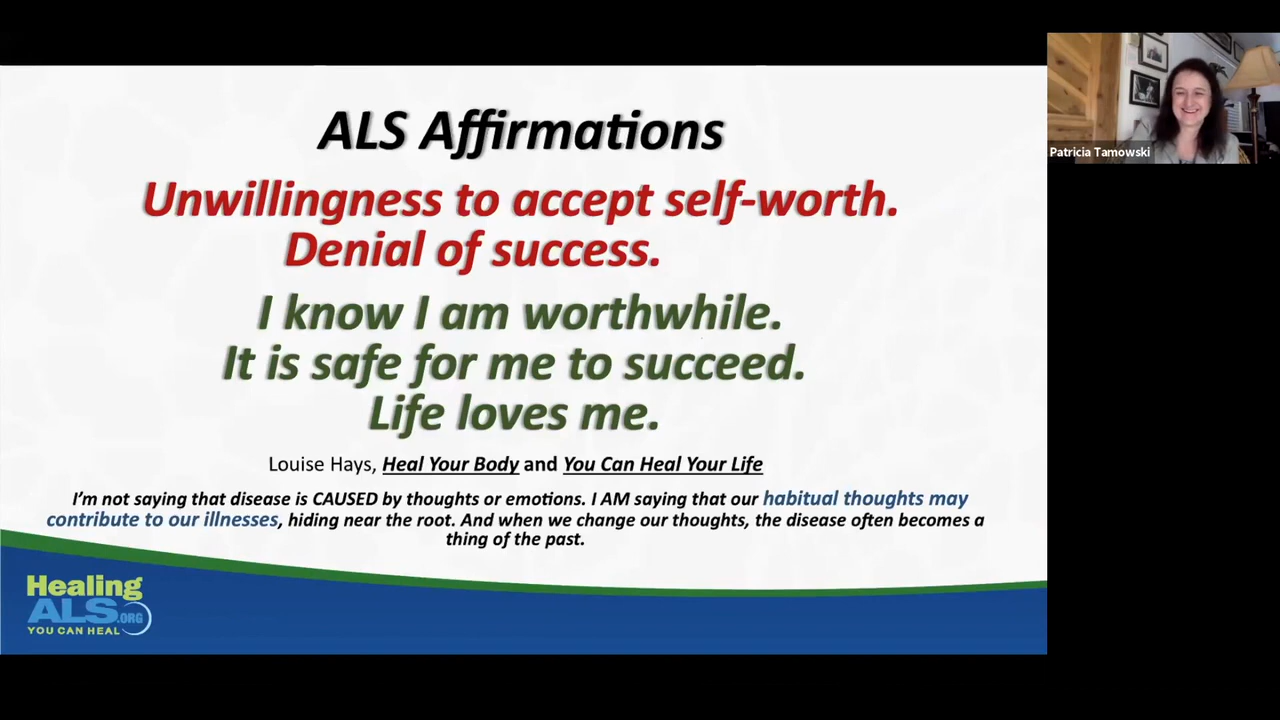 ALS Affirmations
Unwillingness to accept self-worth.
Denial of success.
I know I am worthwhile.
It is safe for me to succeed.
Life loves me.
Louise Hays, Heal Your Body and You Can Heal Your Life
I'm not saying that disease is CAUSED by thoughts or emotions. I AM saying that our habitual thoughts may
contribute to our illnesses, hiding near the root. And when we change our thoughts, the disease often becomes a
thing of the past.
Healing
ALS.ORG
YOU CAN HEAL
Patricia Tamowski